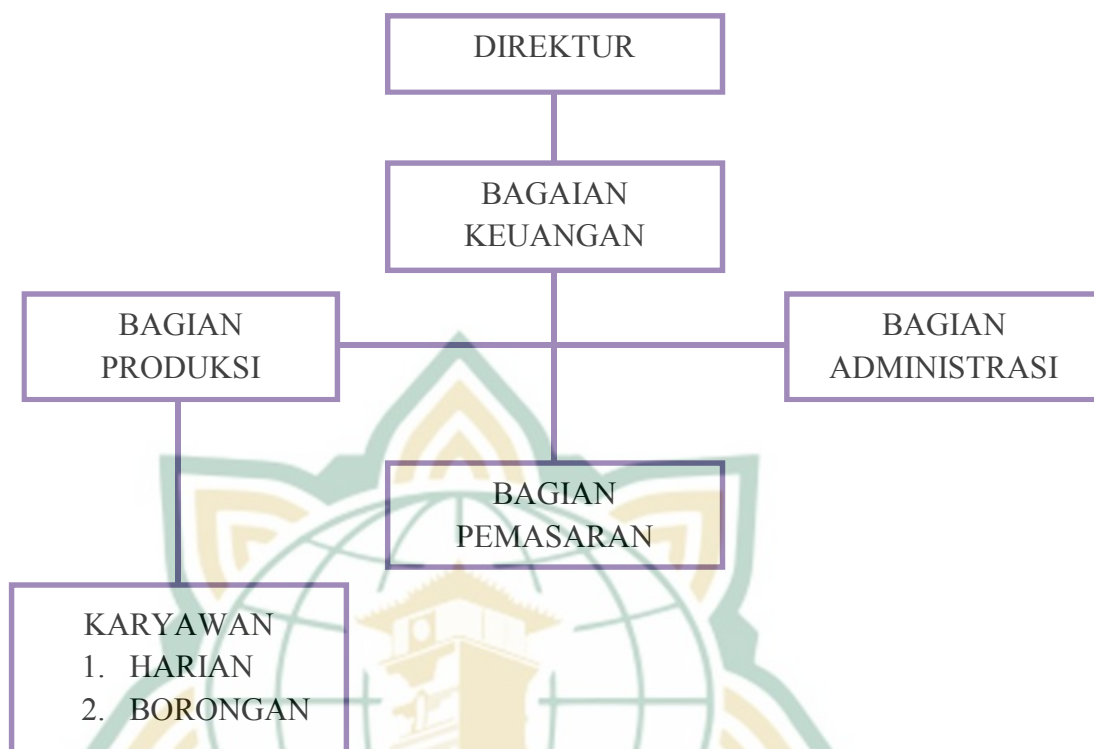 DIREKTUR
BAGAIAN
KEUANGAN
BAGIAN
PRODUKSI
BAGIAN
ADMINISTRASI
BAGIAN
PEMASARAN
KARYAWAN
1. HARIAN
2. BORONGAN